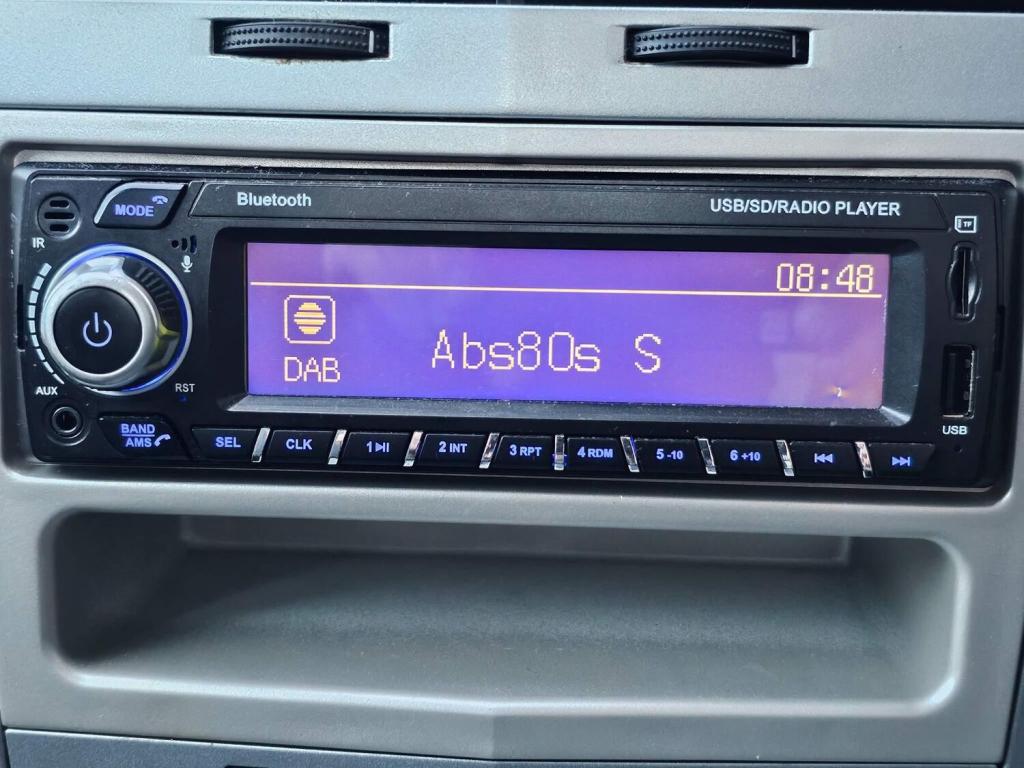 Bluetooth
USB/SD/RADIO PLAYER
MODE
IR
TF
08:48
DAB
Abs80s S
AUX
RST
USB
BAND
AMS
SEL
CLK
1
2 INT
3 RPT
4 RDM
5 -10
6 +10